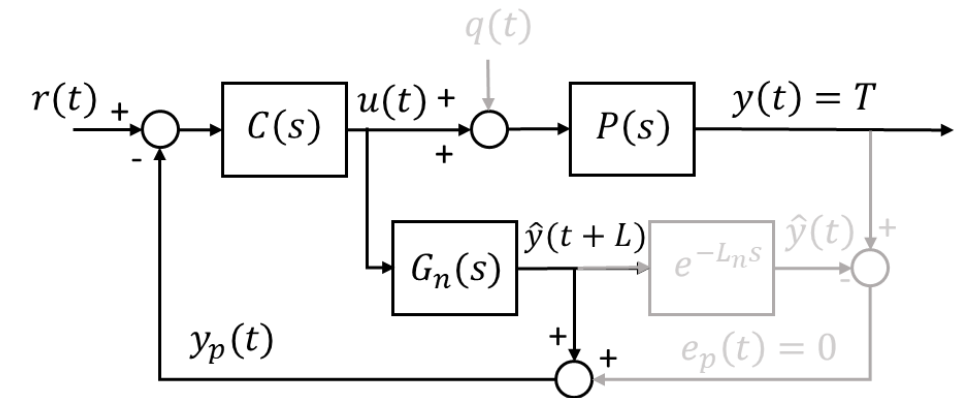 q(t)
r(t) + C(s) u(t) + P(s) y(t) = T
- +
G_n(s) ŷ(t + L) e^{-L_n s} ŷ(t) +
-
y_p(t) + + e_p(t) = 0